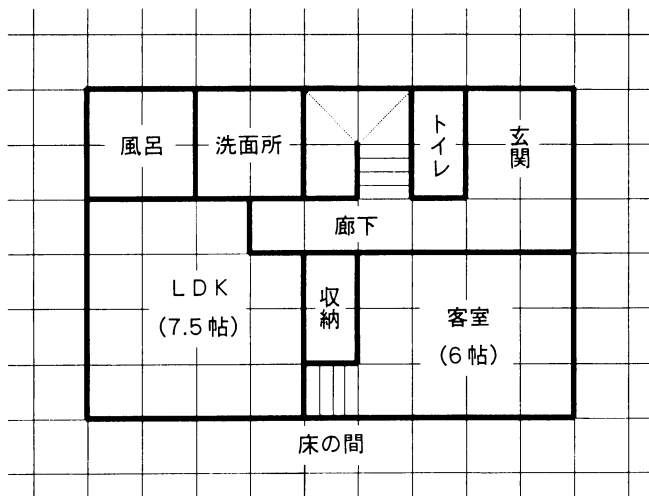 風呂
洗面所
トイレ
玄関
廊下
LDK
(7.5帖)
収納
客室
(6帖)
床の間